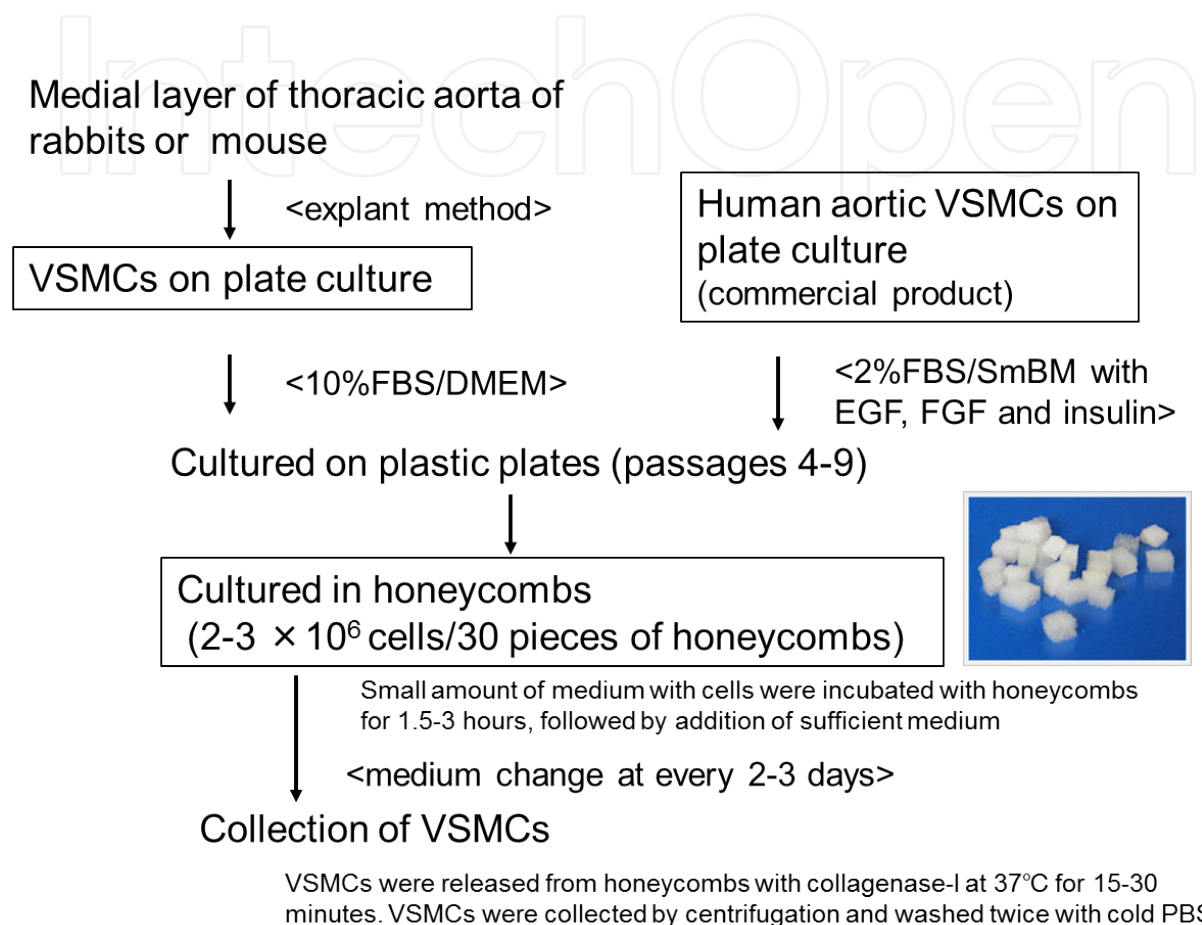 IntechOpen
Medial layer of thoracic aorta of
rabbits or mouse
<explant method>
VSMCs on plate culture
Human aortic VSMCs on
plate culture
(commercial product)
<10%FBS/DMEM>
<2%FBS/SmBM with
EGF, FGF and insulin>
Cultured on plastic plates (passages 4-9)
Cultured in honeycombs
(2-3 × 10⁶ cells/30 pieces of honeycombs)
Small amount of medium with cells were incubated with honeycombs
for 1.5-3 hours, followed by addition of sufficient medium
<medium change at every 2-3 days>
Collection of VSMCs
VSMCs were released from honeycombs with collagenase-I at 37℃ for 15-30
minutes. VSMCs were collected by centrifugation and washed twice with cold PBS